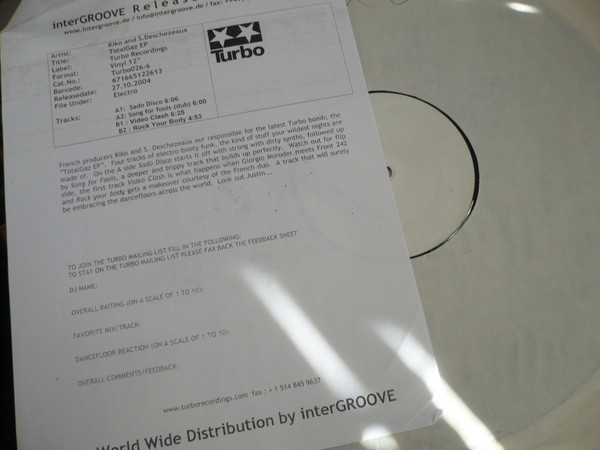 interGROOVE Relea
www.intergroove.de / info@intergroove.de / fax:
Artist: Kiko and S.Deschezeaux
Title: TotalGaz EP
Label: Turbo Recordings
Format: Vinyl 12"
Cat.No.: Turbo026-6
Barcode: 671665122613
Releasedate: 27.10.2004
File Under: Electro
Tracks: A1: Sado Disco 6:06
A2: Song for fools (dub) 6:00
B1 : Video Clash 6:25
B2 : Rock Your Body 4:53
Turbo
French producers Kiko and S. Deschezeaux our responsible for the latest Turbo bomb; the
"TotalGaz EP". Four tracks of electro booty funk, the kind of stuff your wildest nights are
made of. On the A side Sado Disco starts it off with strong with dirty synths, followed up
by Song for Fools, a deeper and trippy track that builds up perfectly. Watch out for flip
side, the first track Video Clash is what happens when Giorgio Moroder meets Front 242
and Rock your body gets a makeover courtesy of the French duo. A track that will surely
be embracing the dancefloors across the world. Look out Justin...
TO JOIN THE TURBO MAILING LIST FILL IN THE FOLLOWING:
TO STAY ON THE TURBO MAILING LIST PLEASE FAX BACK THE FEEDBACK SHEET
DJ NAME:
OVERALL RAITING (ON A SCALE OF 1 TO 10):
FAVORITE MIX/TRACK:
DANCEFLOOR REACTION (ON A SCALE OF 1 TO 10):
OVERALL COMMENTS/FEEDBACK:
www.turborecordings.com fax : + 1 514 845 9637
World Wide Distribution by interGROOVE